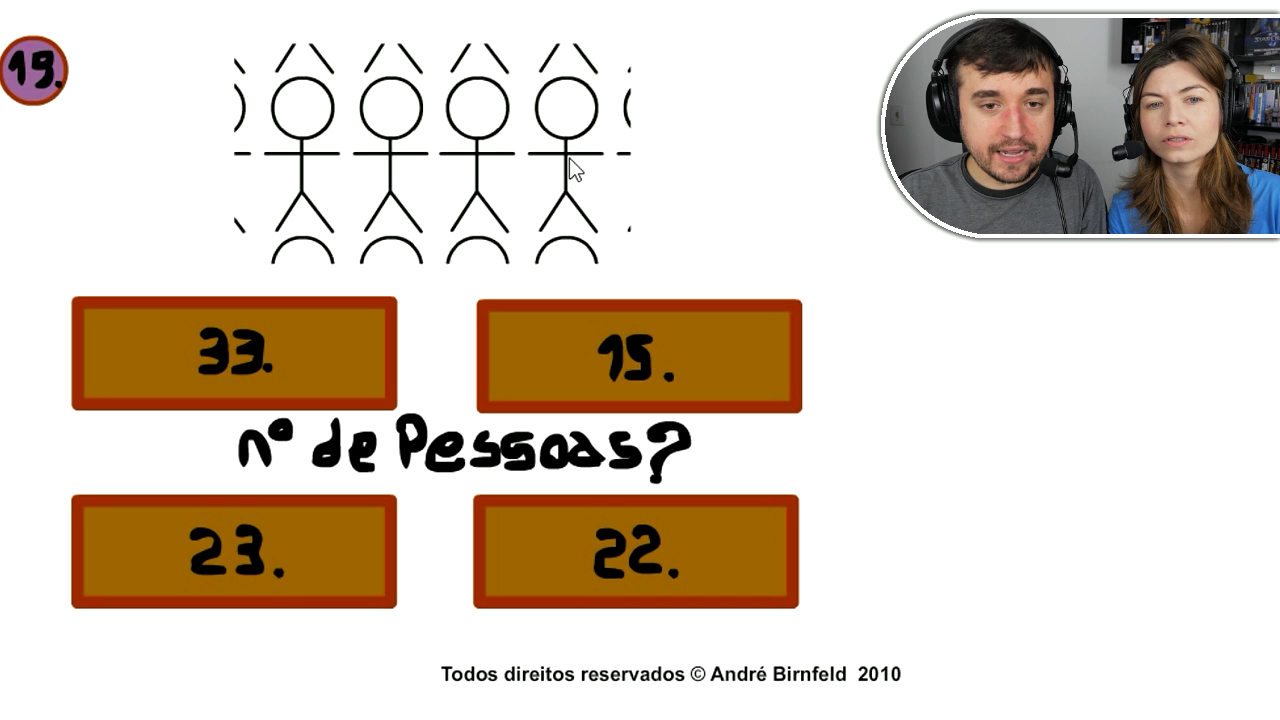 19.
33.
15.
nº de Pessoas?
23.
22.
Todos direitos reservados © André Birnfeld 2010